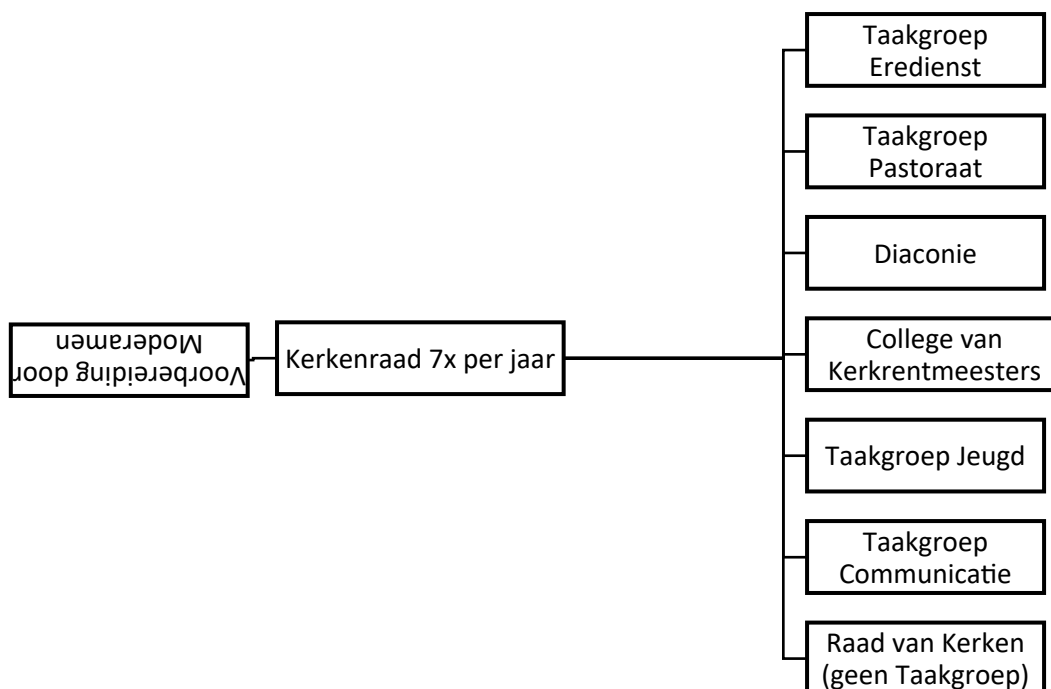 Voorbereiding door
Moderamen
Kerkenraad 7x per jaar
Taakgroep
Eredienst
Taakgroep
Pastoraat
Diaconie
College van
Kerkrentmeesters
Taakgroep Jeugd
Taakgroep
Communicatie
Raad van Kerken
(geen Taakgroep)